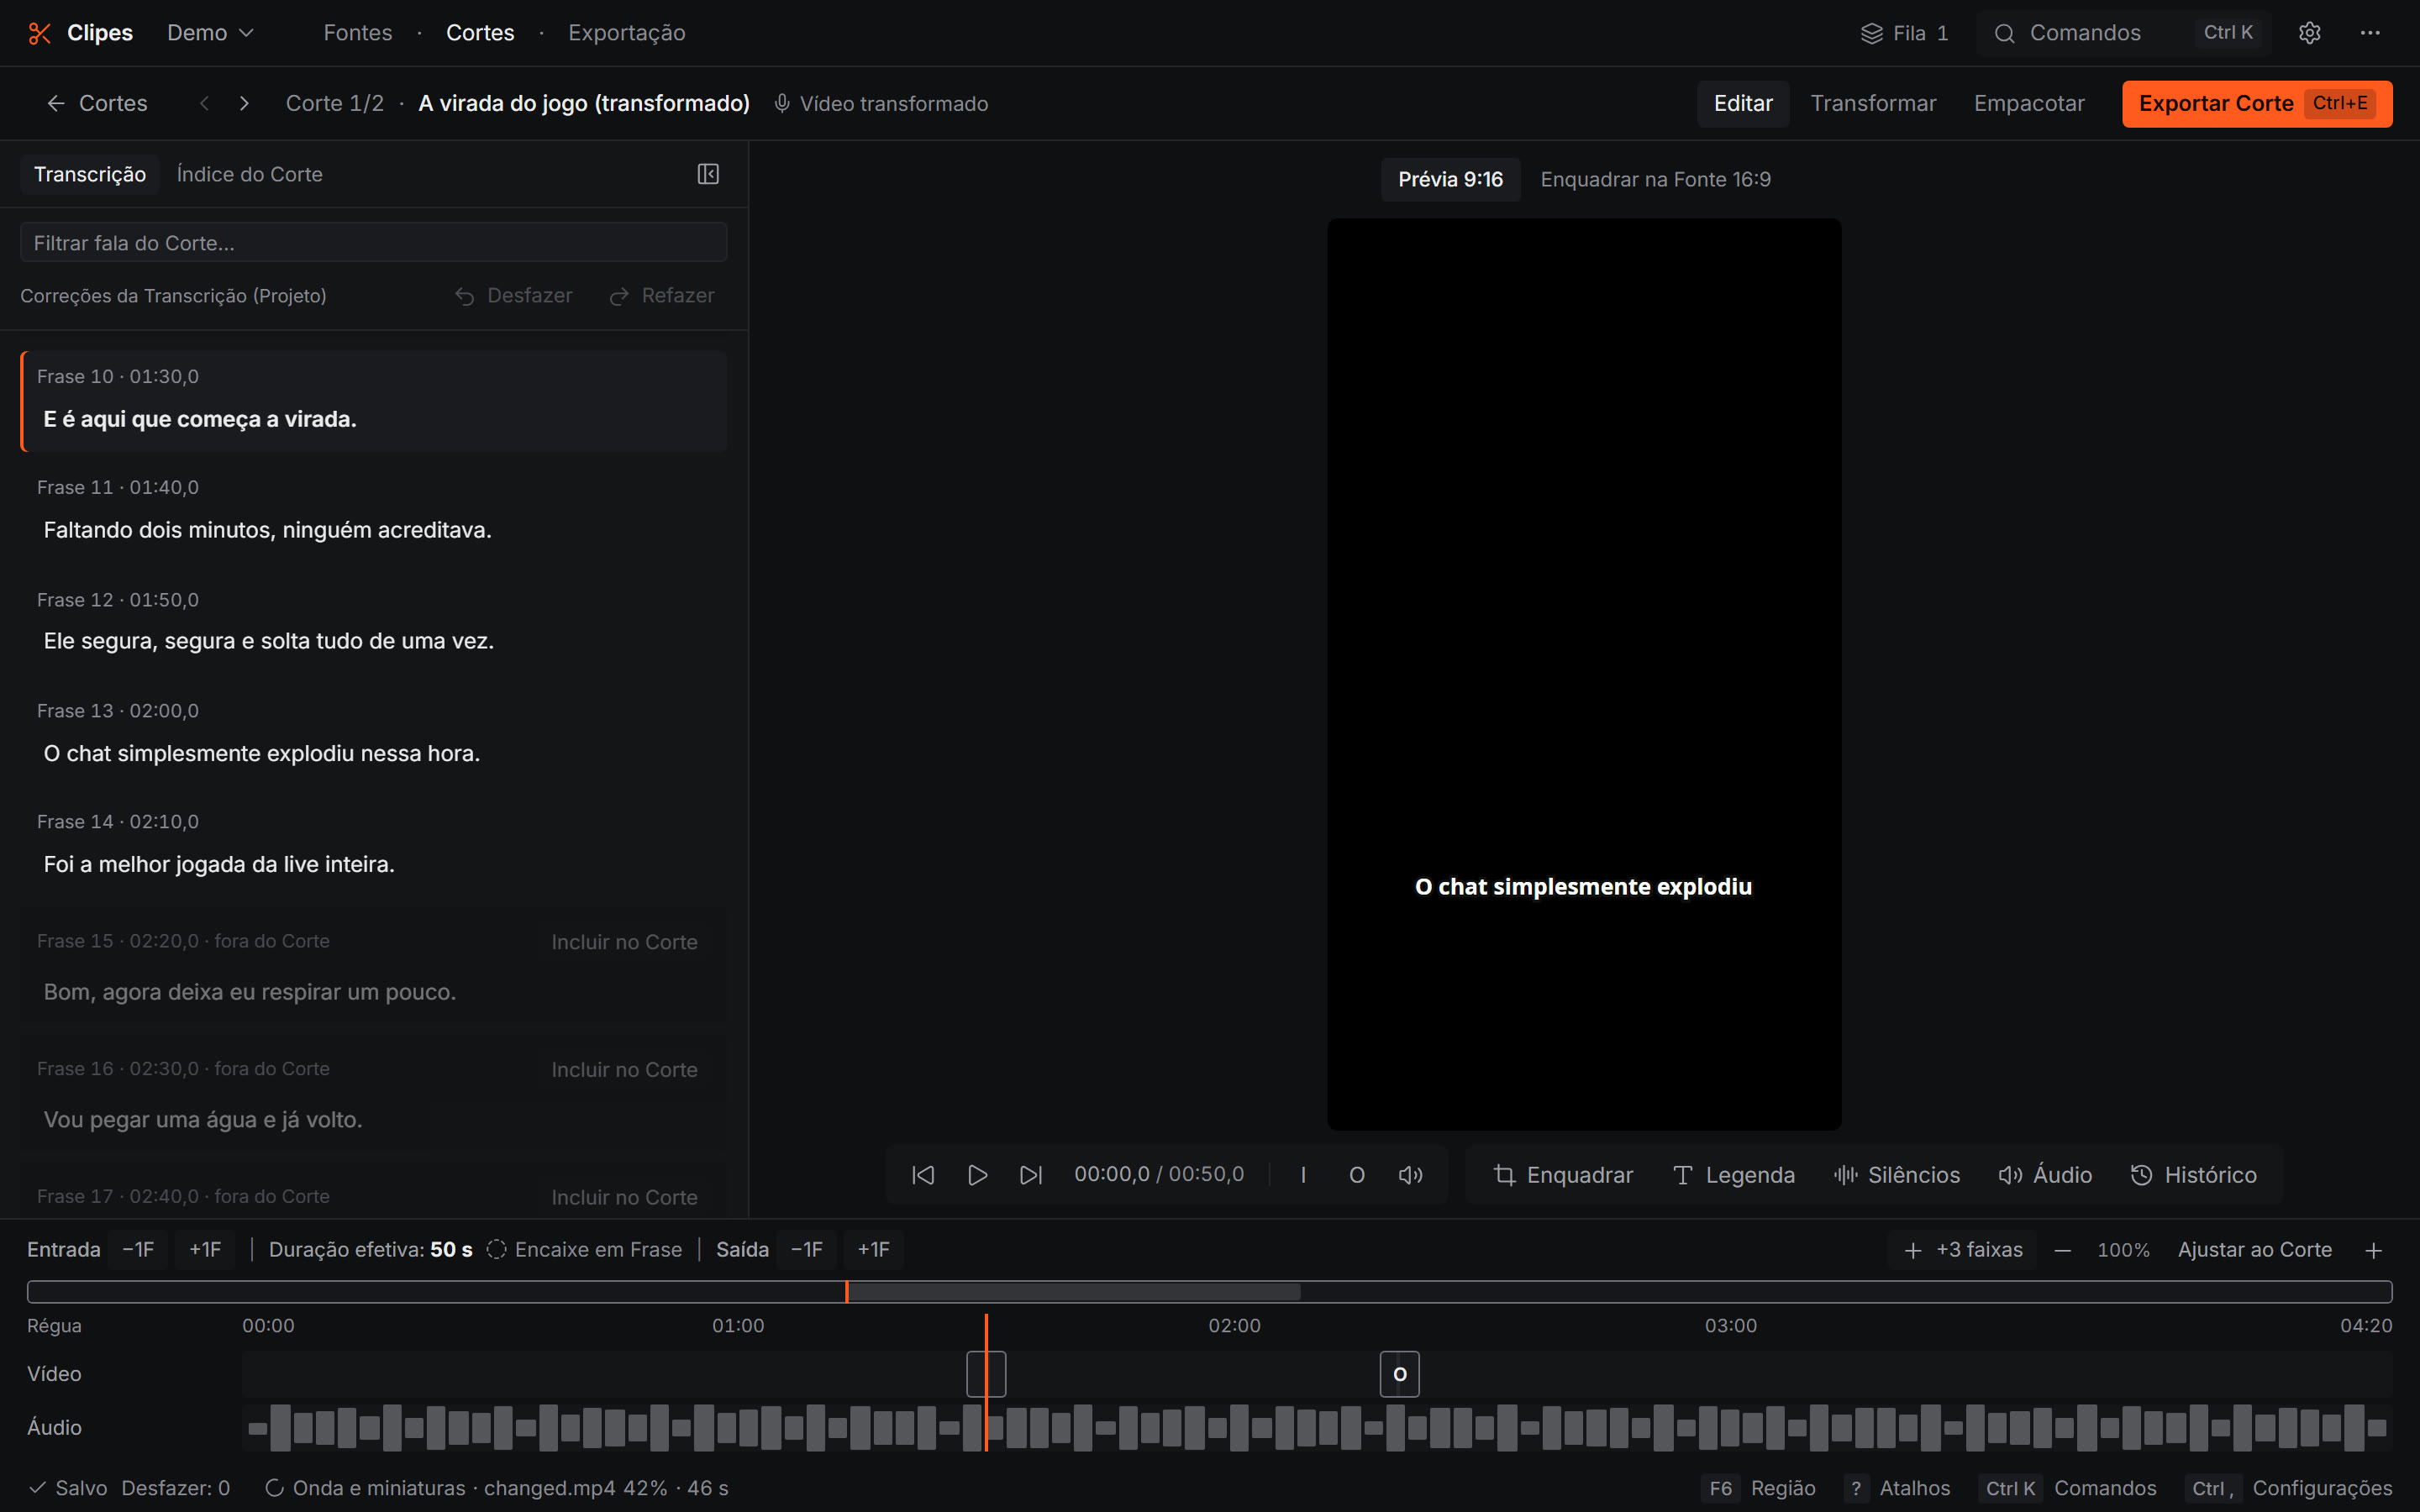 Clipes Demo Fontes · Cortes · Exportação Fila 1 Comandos Ctrl K
Cortes Corte 1/2 · A virada do jogo (transformado) Vídeo transformado Editar Transformar Empacotar Exportar Corte Ctrl+E
Transcrição Índice do Corte
Filtrar fala do Corte...
Correções da Transcrição (Projeto) Desfazer Refazer
Frase 10 · 01:30,0
E é aqui que começa a virada.
Frase 11 · 01:40,0
Faltando dois minutos, ninguém acreditava.
Frase 12 · 01:50,0
Ele segura, segura e solta tudo de uma vez.
Frase 13 · 02:00,0
O chat simplesmente explodiu nessa hora.
Frase 14 · 02:10,0
Foi a melhor jogada da live inteira.
Frase 15 · 02:20,0 · fora do Corte Incluir no Corte
Bom, agora deixa eu respirar um pouco.
Frase 16 · 02:30,0 · fora do Corte Incluir no Corte
Vou pegar uma água e já volto.
Frase 17 · 02:40,0 · fora do Corte Incluir no Corte
Prévia 9:16 Enquadrar na Fonte 16:9
O chat simplesmente explodiu
00:00,0 / 00:50,0 I O Enquadrar Legenda Silêncios Áudio Histórico
Entrada −1F +1F Duração efetiva: 50 s Encaixe em Frase Saída −1F +1F +3 faixas 100% Ajustar ao Corte
Régua 00:00 01:00 02:00 03:00 04:20
Vídeo O
Áudio
Salvo Desfazer: 0 Onda e miniaturas · changed.mp4 42% · 46 s F6 Região ? Atalhos Ctrl K Comandos Ctrl , Configurações